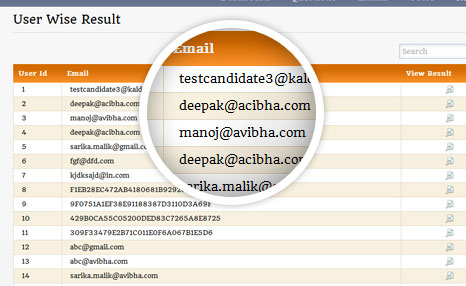 User Wise Result
Search
User Id Email View Result
1 testcandidate3@
2 deepak@acibha.com
3 manoj@avibha.com
4 deepak@acibha.com
5 sarika.malik@gmail.co
6 fgf@dfd.com
7 kjdksajd@in.com
8 F1EB28EC472AB4180681B929
9 9F0751A1EF38E91188387D3110D3A69F
10 429B0CA55C05200DED83C7265A8E8725
11 309F33479E2B71C011E0F6A067B1E5D6
12 abc@gmail.com
13 abc@avibha.com
14 sarika.malik@avibha.com
Email
testcandidate3@kald
deepak@acibha.com
manoj@avibha.com
deepak@acibha.com
sarika.malik@